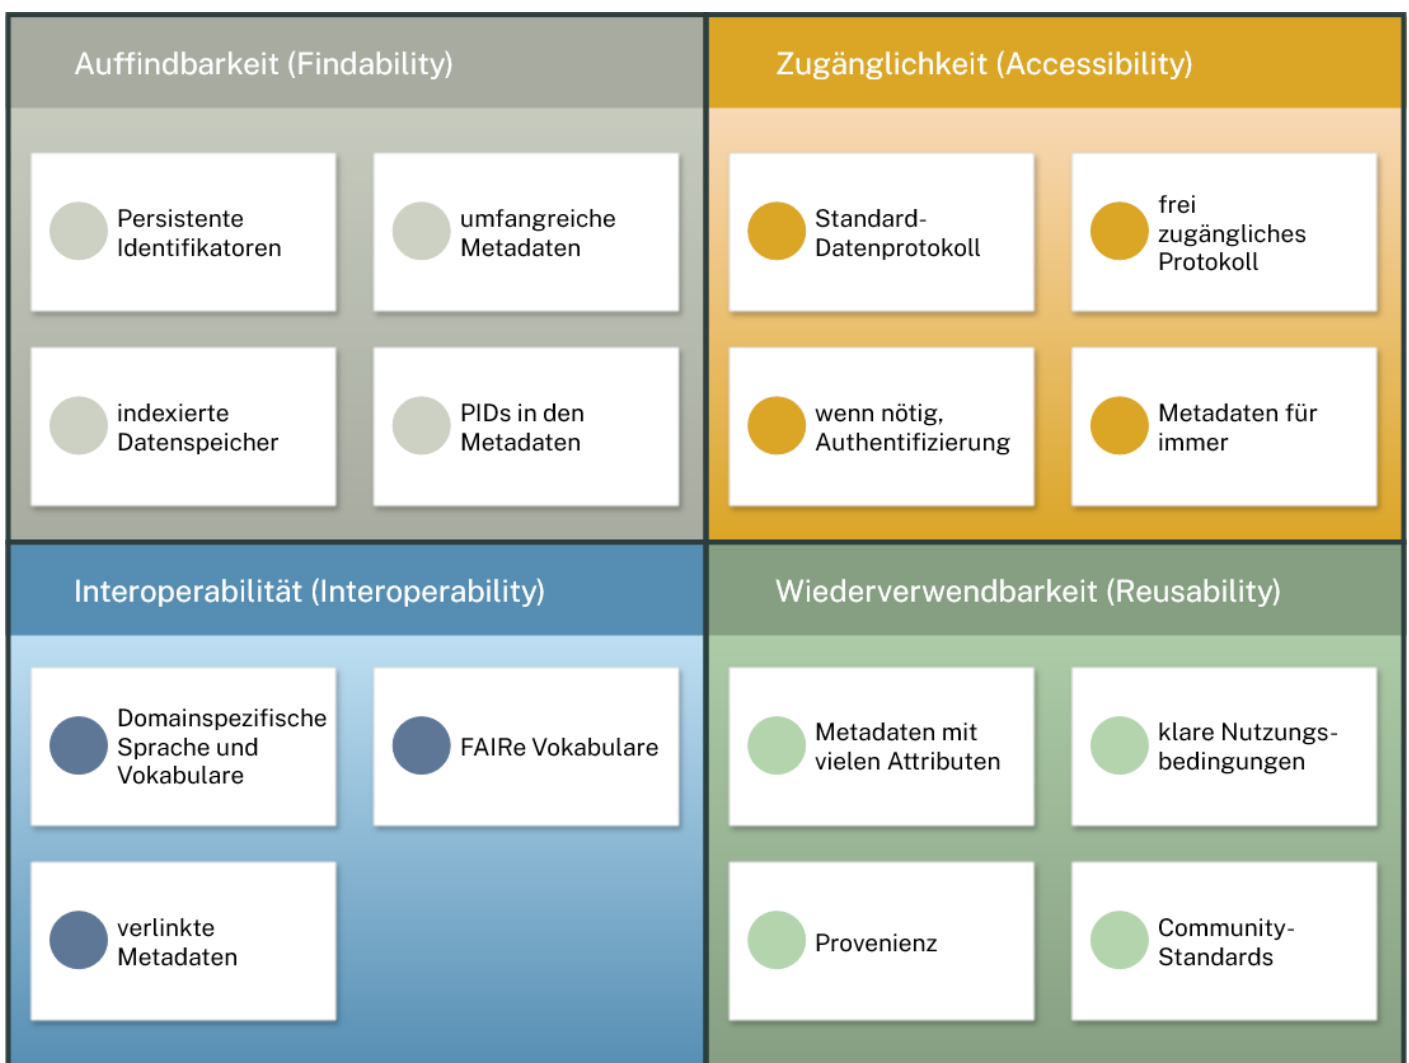 Auffindbarkeit (Findability)
Persistente
Identifikatoren
umfangreiche
Metadaten
indexierte
Datenspeicher
PIDs in den
Metadaten
Zugänglichkeit (Accessibility)
Standard-
Datenprotokoll
frei
zugängliches
Protokoll
wenn nötig,
Authentifizierung
Metadaten für
immer
Interoperabilität (Interoperability)
Domainspezifische
Sprache und
Vokabulare
FAIRe Vokabulare
verlinkte
Metadaten
Wiederverwendbarkeit (Reusability)
Metadaten mit
vielen Attributen
klare Nutzungs-
bedingungen
Provenienz
Community-
Standards